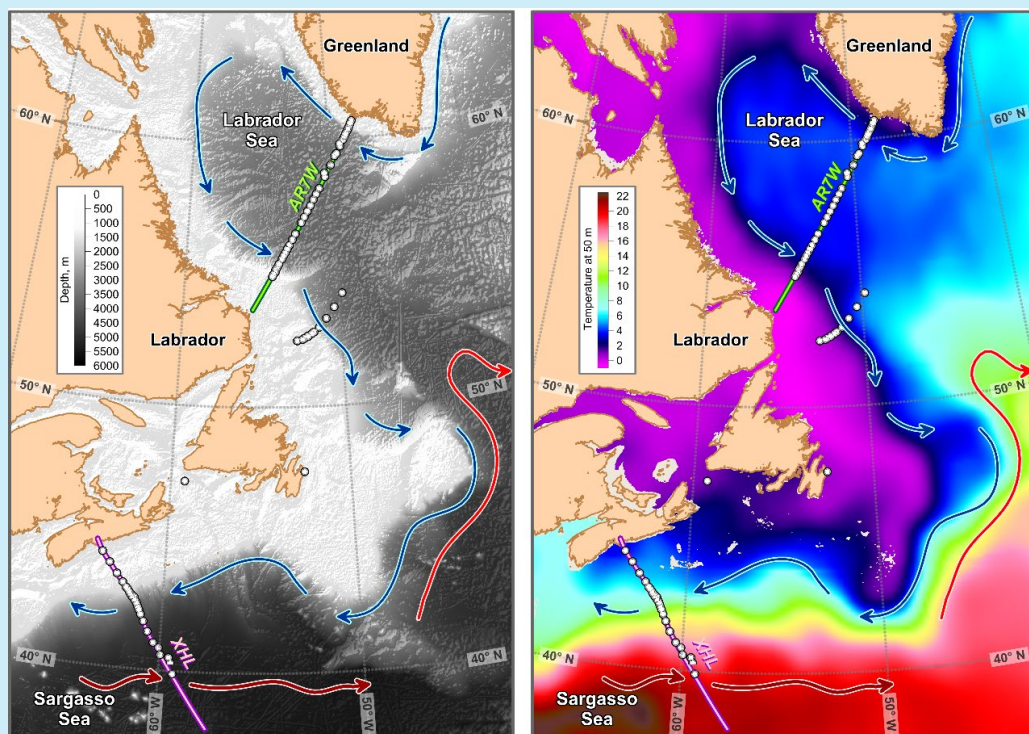 Greenland
60° N
60° N
Labrador
Sea
AR7W
0
500
1000
1500
2000
2500
3000
3500
4000
4500
5000
5500
6000
Depth, m
Labrador
50° N
50° N
XHL
40° N
Sargasso
Sea
60° W
50° W
Greenland
60° N
60° N
Labrador
Sea
AR7W
22
20
18
16
14
12
10
8
6
4
2
0
Temperature at 50 m
Labrador
50° N
50° N
XHL
40° N
Sargasso
Sea
60° W
50° W